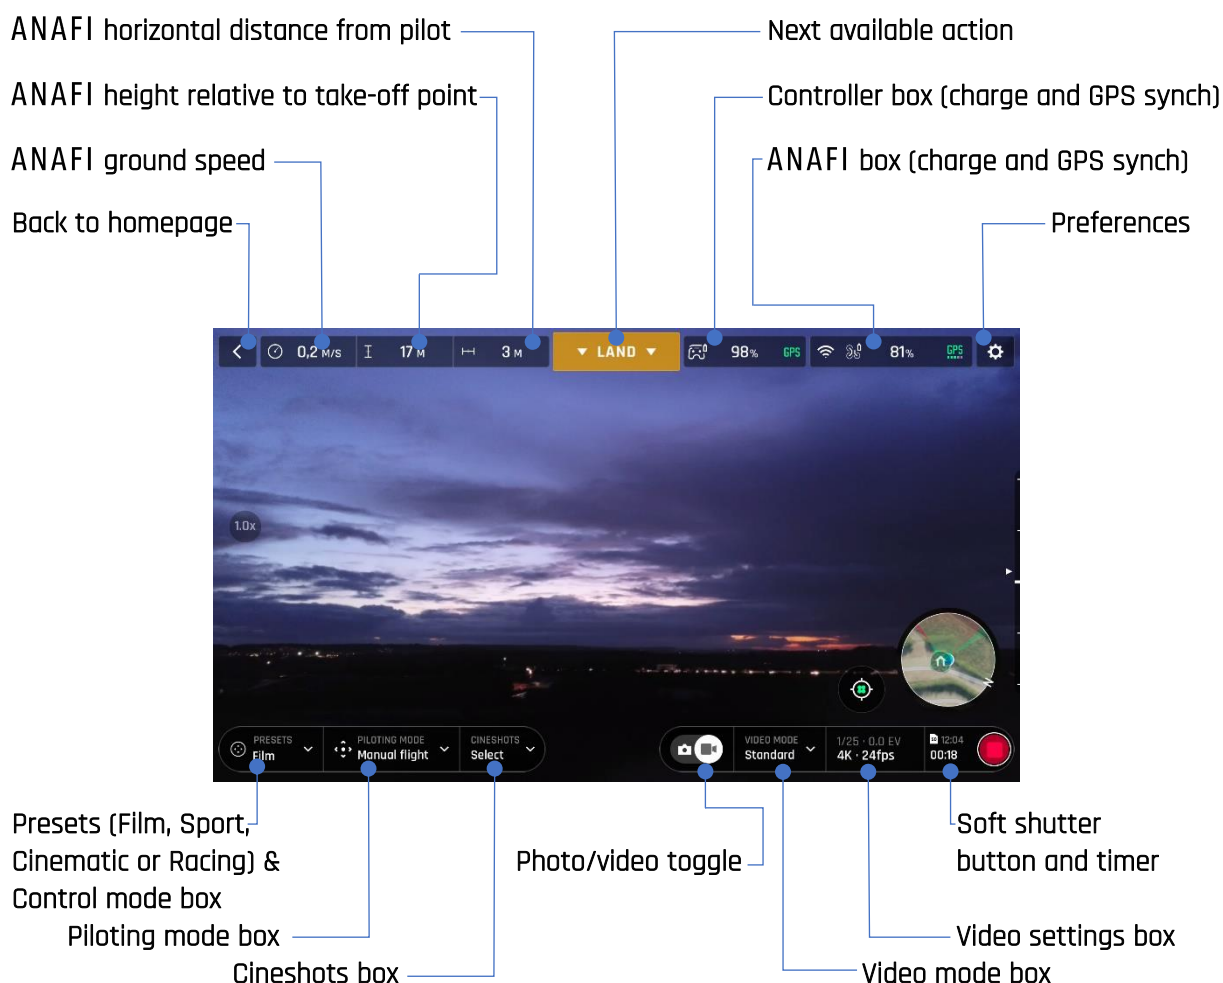 ANAFI horizontal distance from pilot
Next available action
ANAFI height relative to take-off point
Controller box (charge and GPS synch)
ANAFI ground speed
ANAFI box (charge and GPS synch)
Back to homepage
Preferences
0,2 M/S
17 M
3 M
LAND
98%
GPS
81%
GPS
1.0x
N
PRESETS
Film
PILOTING MODE
Manual flight
CINESHOTS
Select
VIDEO MODE
Standard
1/25 · 0.0 EV
4K · 24fps
12:04
00:18
Presets (Film, Sport,
Cinematic or Racing) &
Control mode box
Photo/video toggle
Soft shutter
button and timer
Piloting mode box
Video settings box
Cineshots box
Video mode box